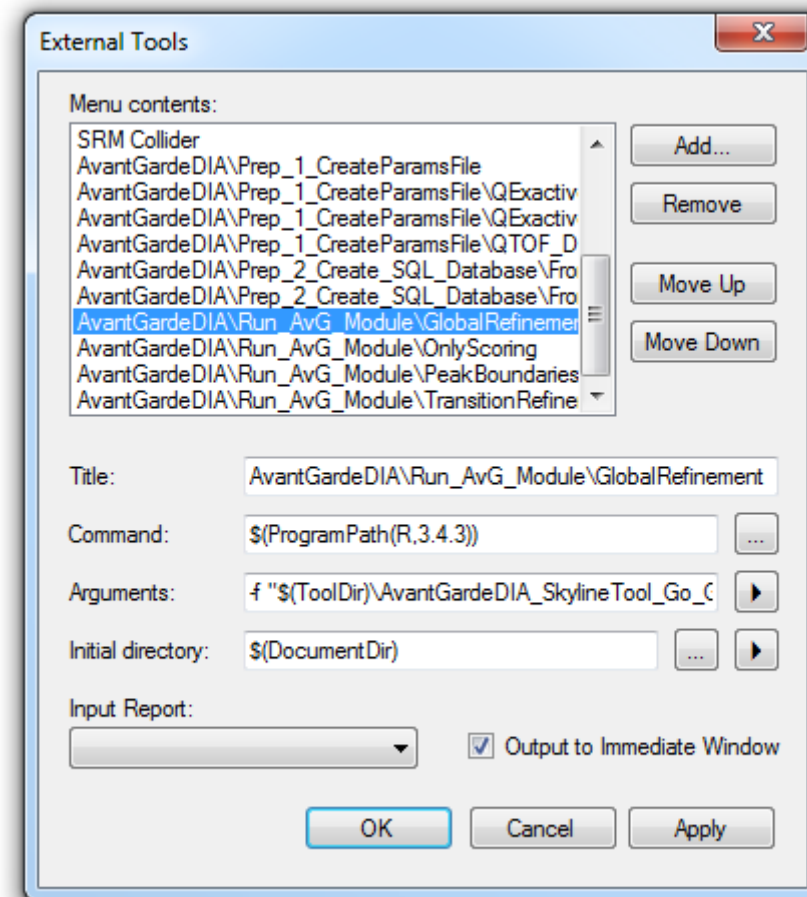 External Tools
Menu contents:
SRM Collider
AvantGardeDIA\Prep_1_CreateParamsFile
AvantGardeDIA\Prep_1_CreateParamsFile\QExactiv
AvantGardeDIA\Prep_1_CreateParamsFile\QExactiv
AvantGardeDIA\Prep_1_CreateParamsFile\QTOF_D
AvantGardeDIA\Prep_2_Create_SQL_Database\Fro
AvantGardeDIA\Prep_2_Create_SQL_Database\Fro
AvantGardeDIA\Run_AvG_Module\GlobalRefinemer
AvantGardeDIA\Run_AvG_Module\OnlyScoring
AvantGardeDIA\Run_AvG_Module\PeakBoundaries
AvantGardeDIA\Run_AvG_Module\TransitionRefine
Add...
Remove
Move Up
Move Down
Title: AvantGardeDIA\Run_AvG_Module\GlobalRefinement
Command: $(ProgramPath(R,3.4.3)) ...
Arguments: -f "$(ToolDir)\AvantGardeDIA_SkylineTool_Go_G
Initial directory: $(DocumentDir) ...
Input Report:
Output to Immediate Window
OK Cancel Apply